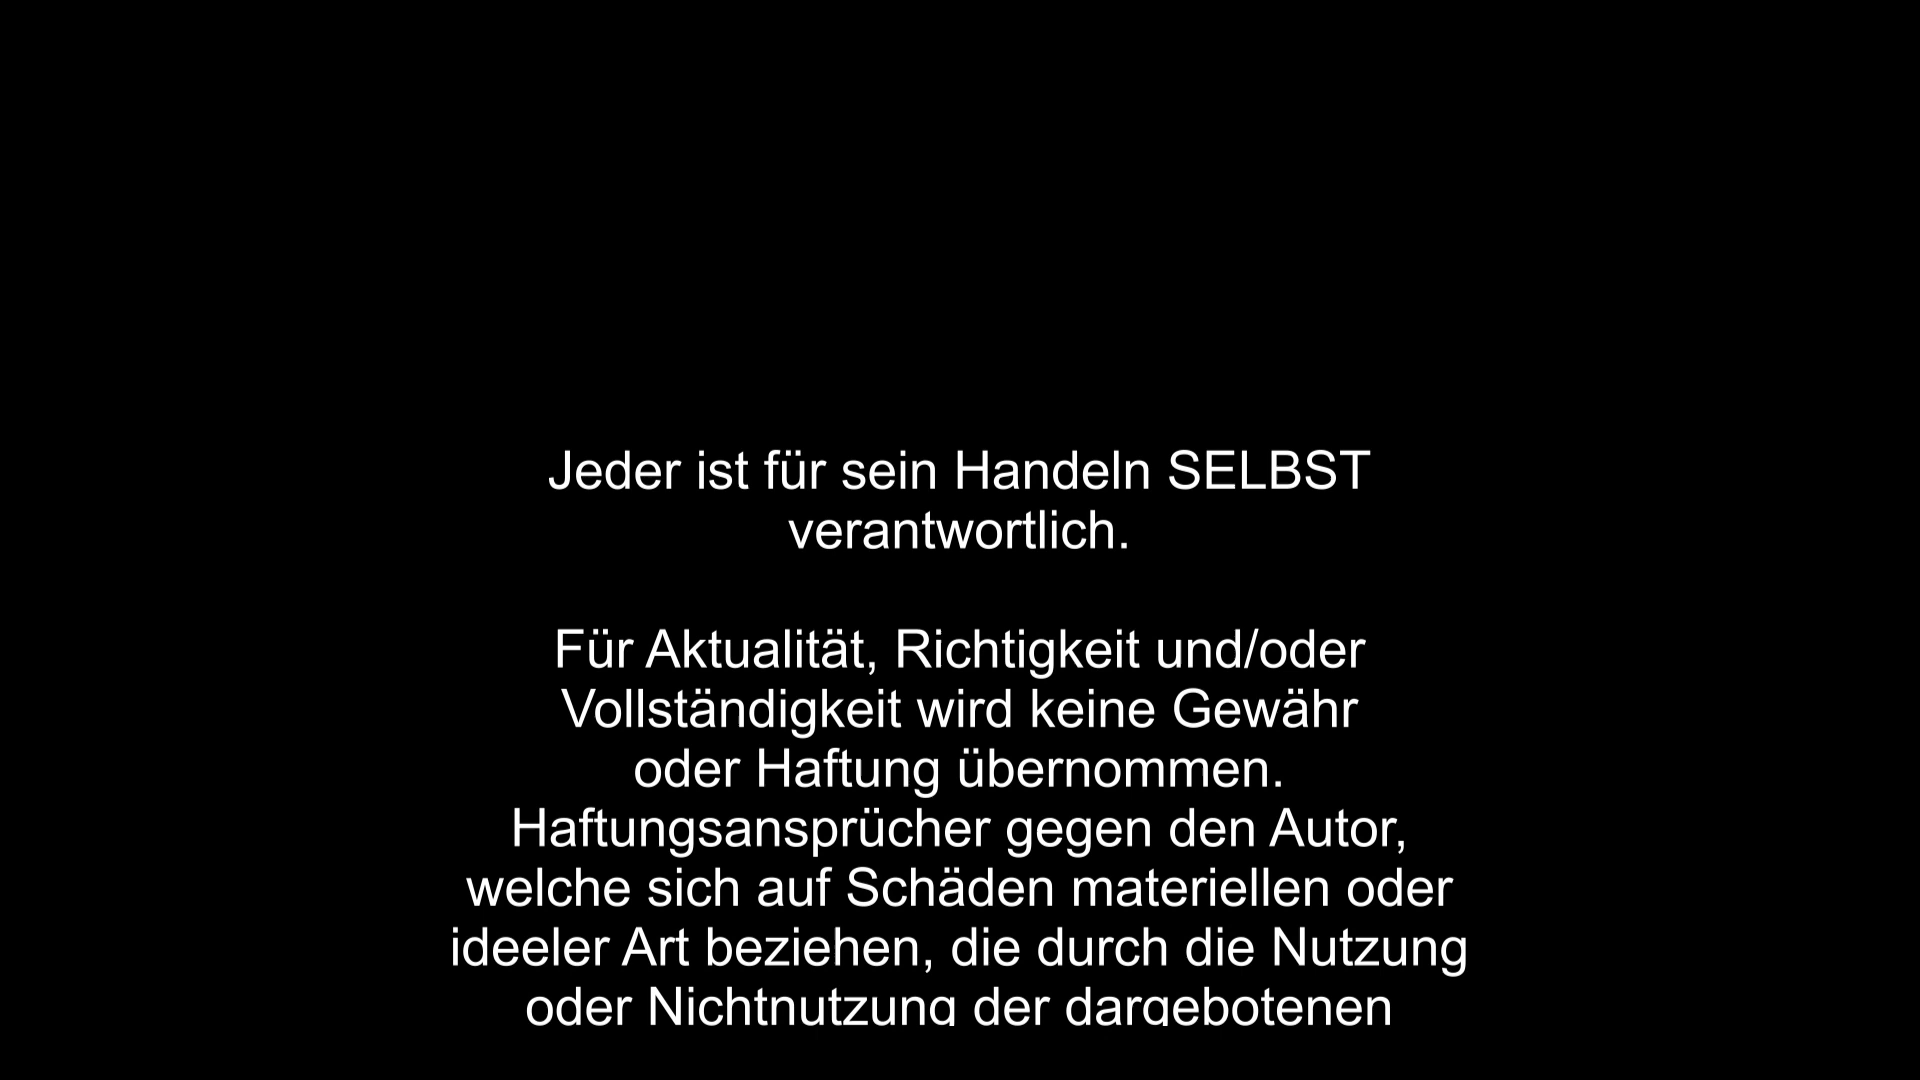 Jeder ist für sein Handeln SELBST
verantwortlich.
Für Aktualität, Richtigkeit und/oder
Vollständigkeit wird keine Gewähr
oder Haftung übernommen.
Haftungsansprücher gegen den Autor,
welche sich auf Schäden materiellen oder
ideeler Art beziehen, die durch die Nutzung
oder Nichtnutzung der dargebotenen